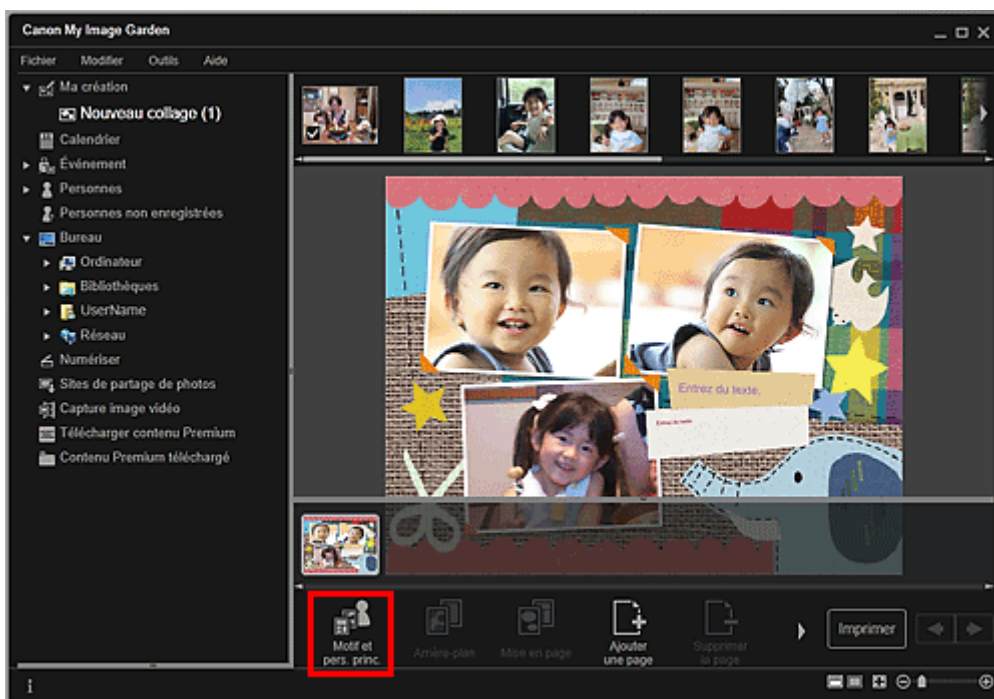 Canon My Image Garden
Fichier Modifier Outils Aide
Ma création
Nouveau collage (1)
Calendrier
Événement
Personnes
Personnes non enregistrées
Bureau
Ordinateur
Bibliothèques
UserName
Réseau
Numériser
Sites de partage de photos
Capture image vidéo
Télécharger contenu Premium
Contenu Premium téléchargé
Entrez du texte.
Entrez du texte
Motif et
pers. princ.
Arrière-plan
Mise en page
Ajouter
une page
Supprimer
la page
Imprimer